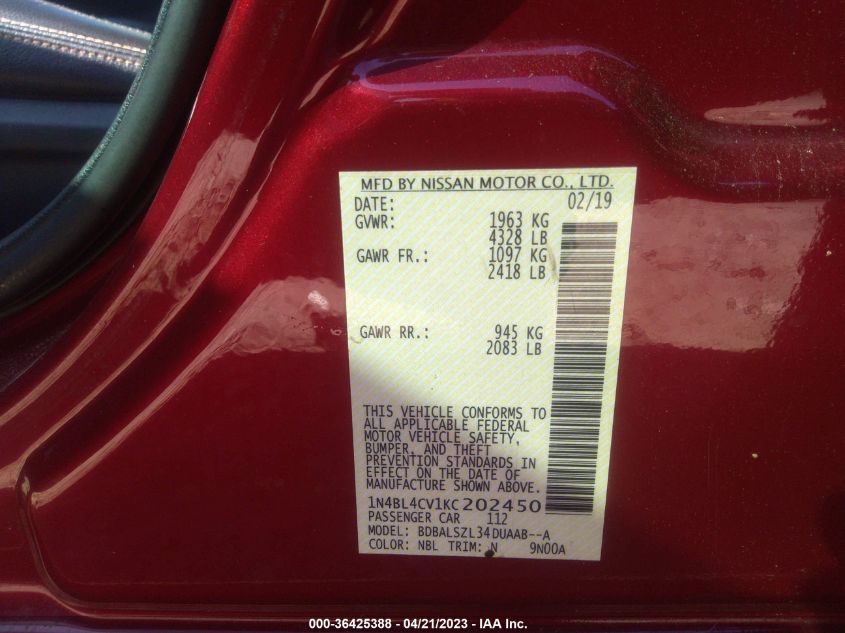 MFD BY NISSAN MOTOR CO., LTD.
DATE: 02/19
GVWR: 1963 KG
4328 LB
GAWR FR.: 1097 KG
2418 LB
GAWR RR.: 945 KG
2083 LB
THIS VEHICLE CONFORMS TO
ALL APPLICABLE FEDERAL
MOTOR VEHICLE SAFETY,
BUMPER, AND THEFT
PREVENTION STANDARDS IN
EFFECT ON THE DATE OF
MANUFACTURE SHOWN ABOVE.
1N4BL4CV1KC202450
PASSENGER CAR 112
MODEL: BDBALSZL34DUAAB--A
COLOR: NBL TRIM: N 9N00A
000-36425388 - 04/21/2023 - IAA Inc.